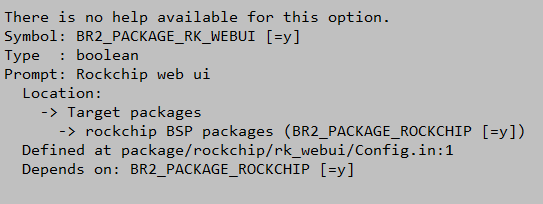 There is no help available for this option.
Symbol: BR2_PACKAGE_RK_WEBUI [=y]
Type  : boolean
Prompt: Rockchip web ui
  Location:
    -> Target packages
      -> rockchip BSP packages (BR2_PACKAGE_ROCKCHIP [=y])
  Defined at package/rockchip/rk_webui/Config.in:1
  Depends on: BR2_PACKAGE_ROCKCHIP [=y]